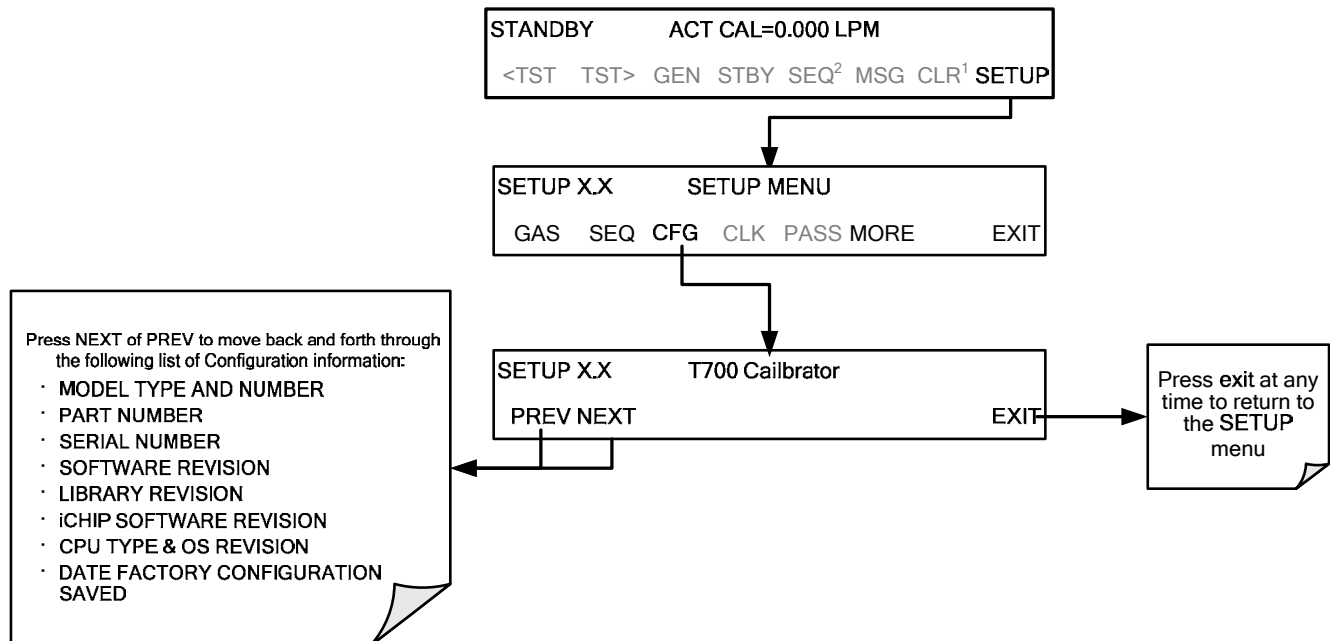 STANDBY ACT CAL=0.000 LPM
<TST TST> GEN STBY SEQ² MSG CLR¹ SETUP
SETUP X.X SETUP MENU
GAS SEQ CFG CLK PASS MORE EXIT
SETUP X.X T700 Cailbrator
PREV NEXT EXIT
Press NEXT of PREV to move back and forth through
the following list of Configuration information:
· MODEL TYPE AND NUMBER
· PART NUMBER
· SERIAL NUMBER
· SOFTWARE REVISION
· LIBRARY REVISION
· iCHIP SOFTWARE REVISION
· CPU TYPE & OS REVISION
· DATE FACTORY CONFIGURATION
SAVED
Press exit at any
time to return to
the SETUP
menu